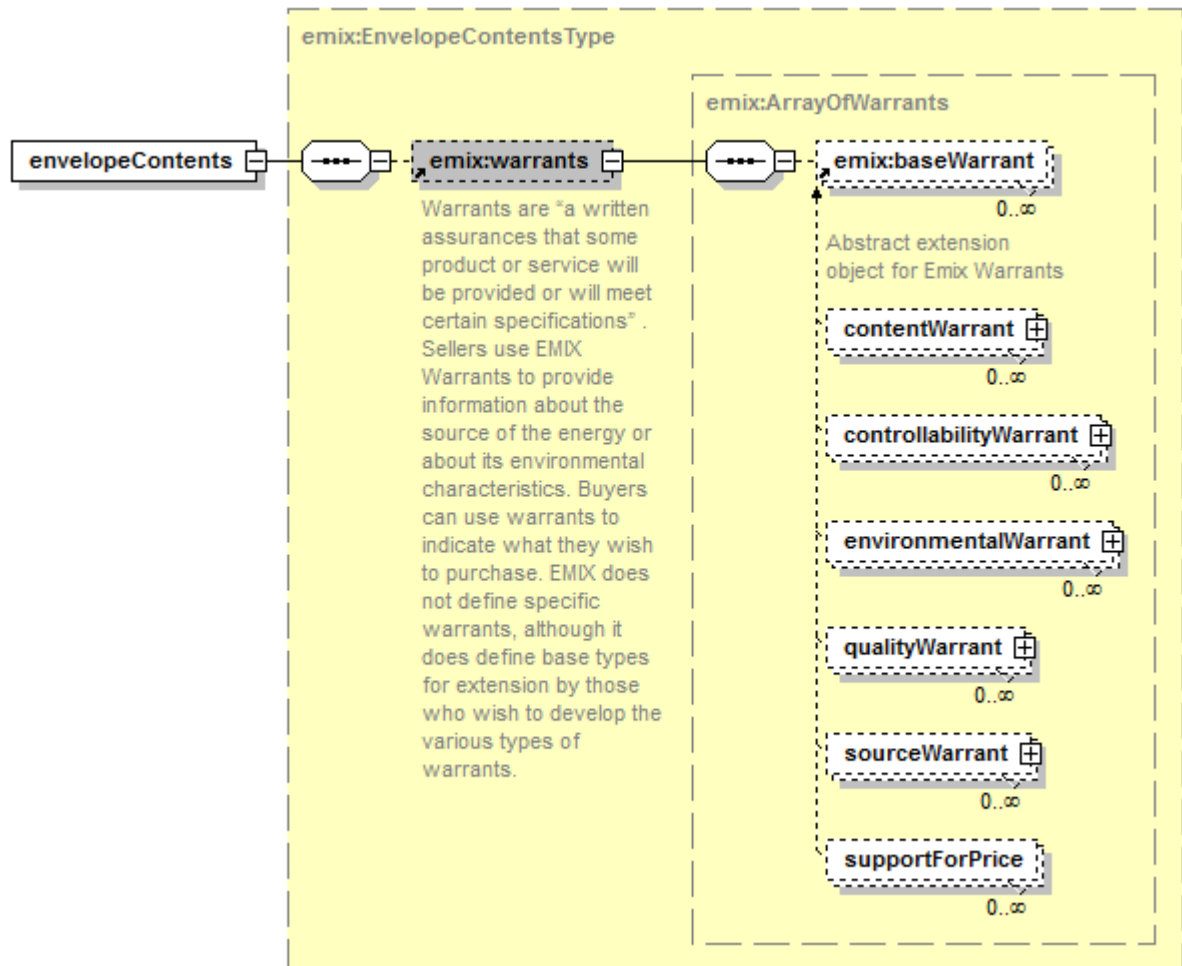 emix:EnvelopeContentsType
emix:ArrayOfWarrants
envelopeContents
emix:warrants
Warrants are “a written
assurances that some
product or service will
be provided or will meet
certain specifications” .
Sellers use EMIX
Warrants to provide
information about the
source of the energy or
about its environmental
characteristics. Buyers
can use warrants to
indicate what they wish
to purchase. EMIX does
not define specific
warrants, although it
does define base types
for extension by those
who wish to develop the
various types of
warrants.
emix:baseWarrant
0..∞
Abstract extension
object for Emix Warrants
contentWarrant
0..∞
controllabilityWarrant
0..∞
environmentalWarrant
0..∞
qualityWarrant
0..∞
sourceWarrant
0..∞
supportForPrice
0..∞